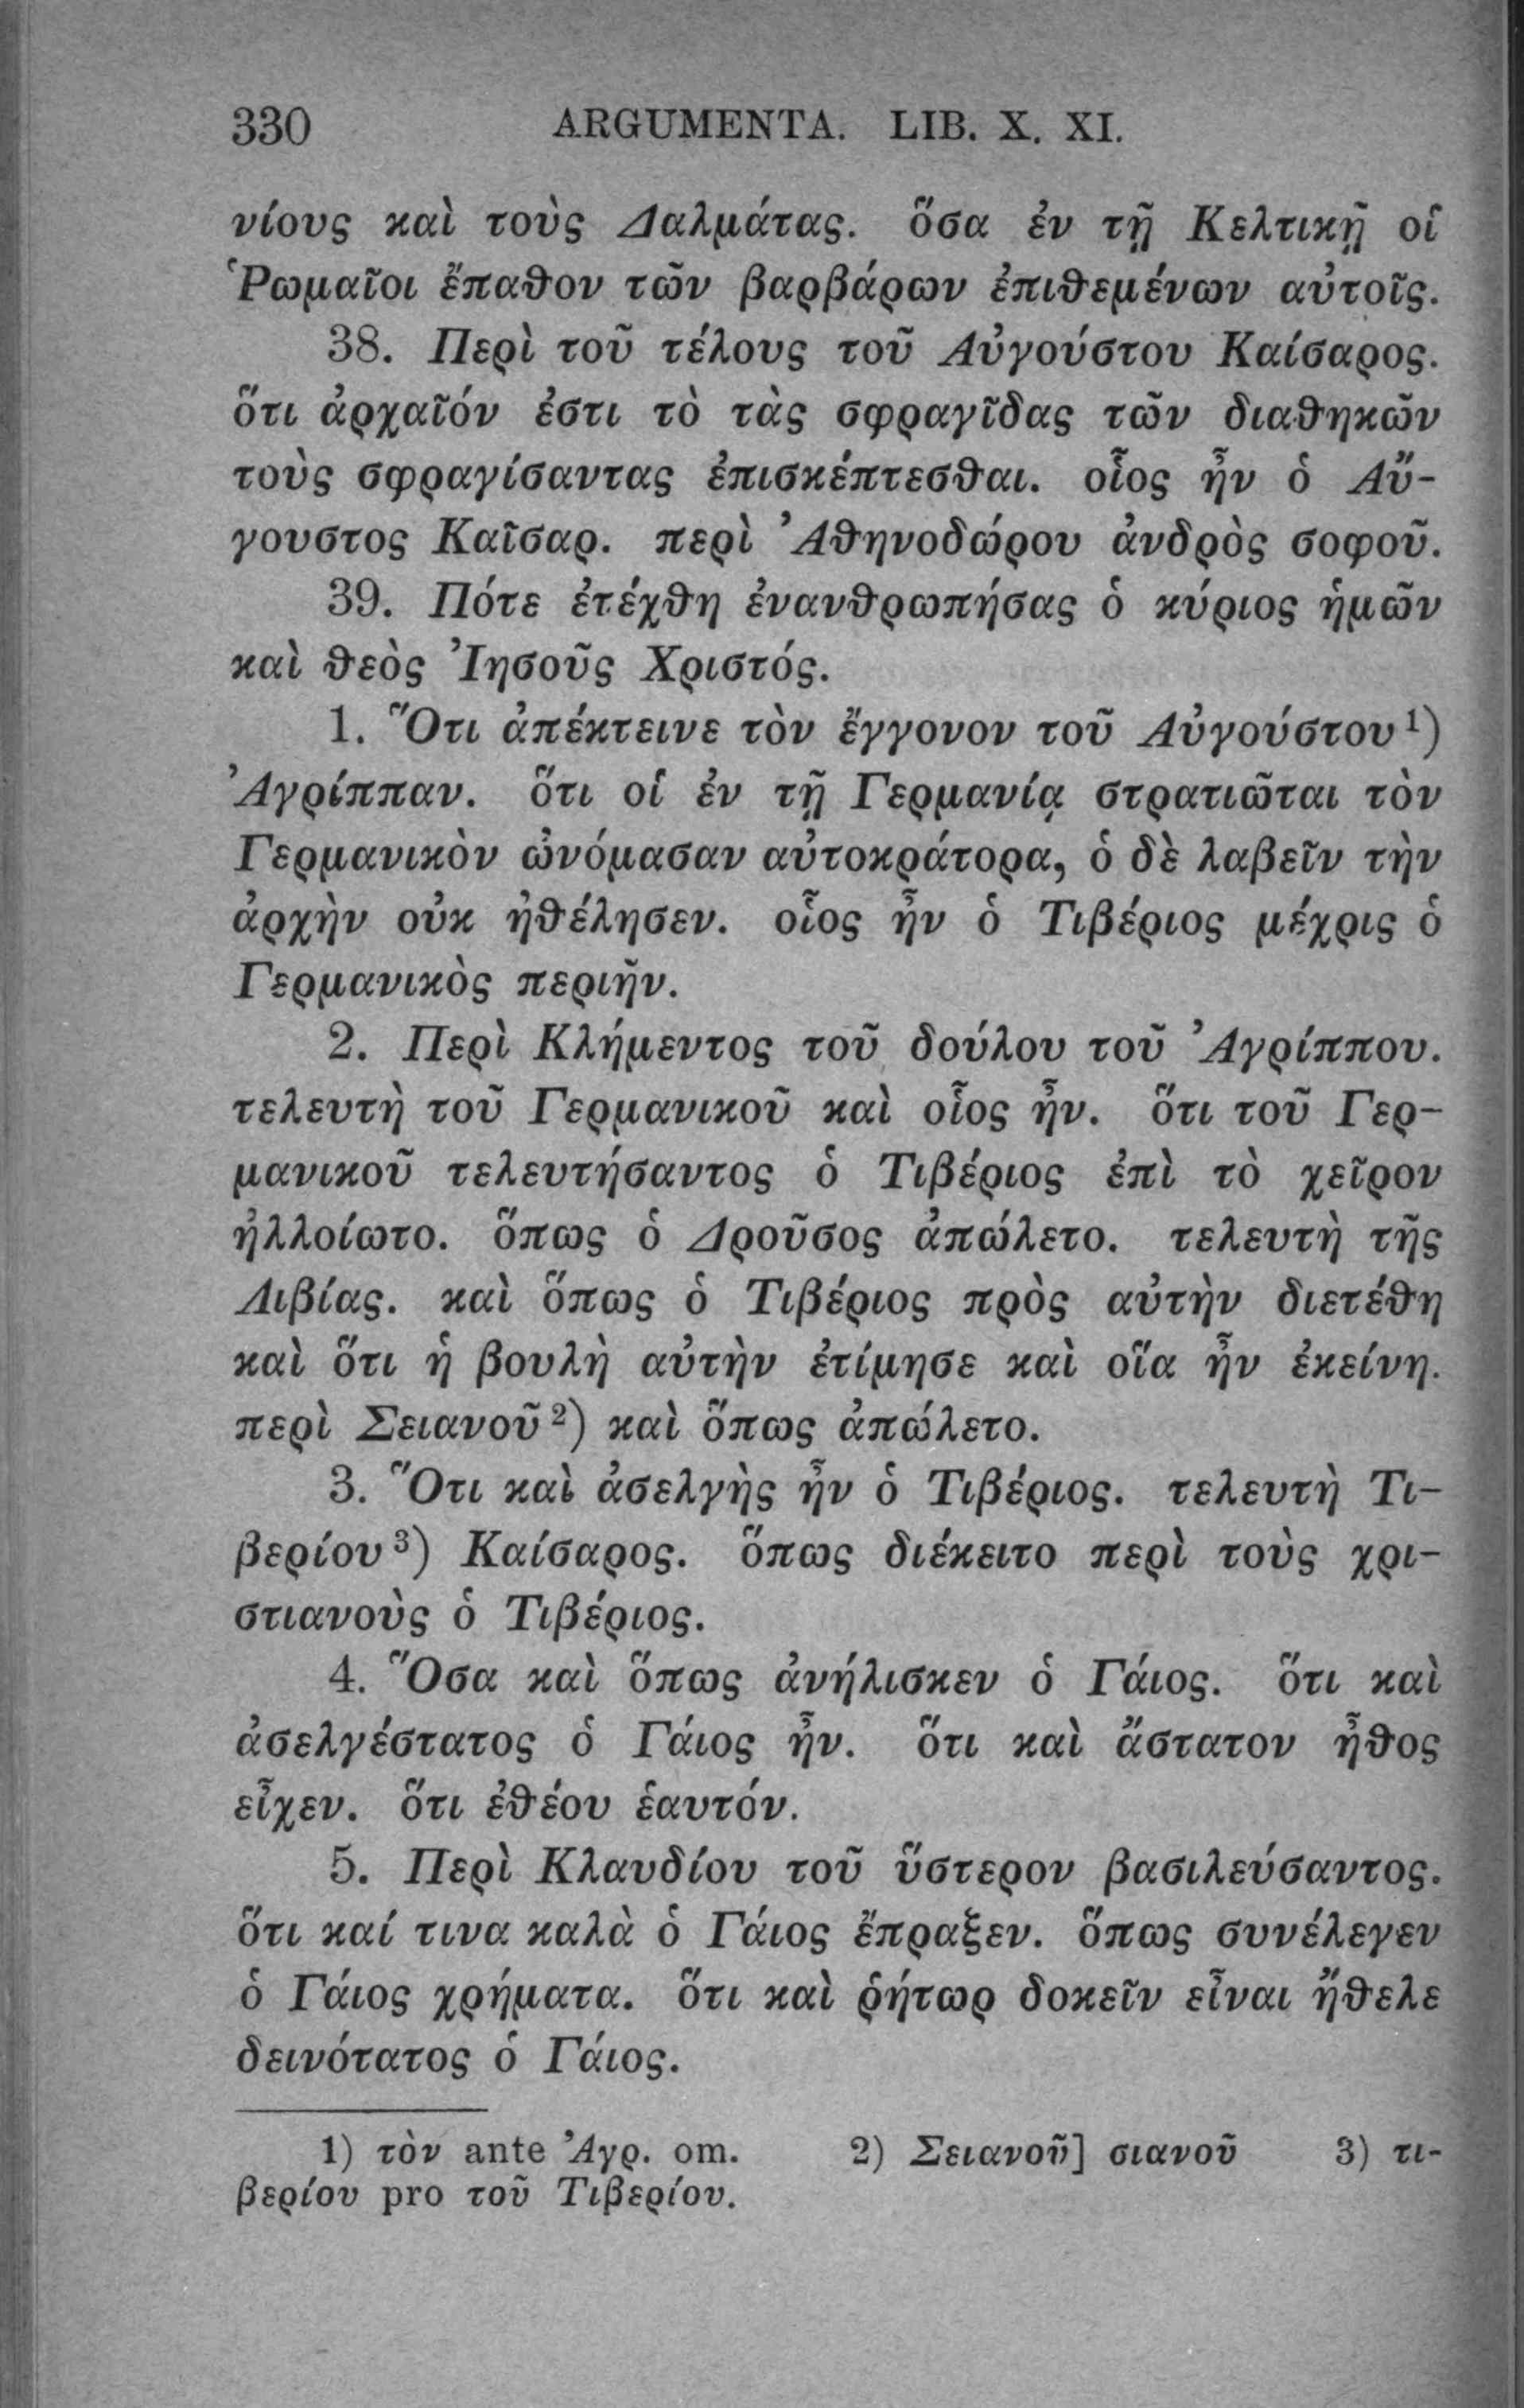 330 ARGUMENTA. LIB. X. XI.
νίους καὶ τοὺς Δαλμάτας. ὅσα ἐν τῇ Κελτικῇ οἱ
Ῥωμαῖοι ἔπαθον τῶν βαρβάρων ἐπιθεμένων αὐτοῖς.
38. Περὶ τοῦ τέλους τοῦ Αὐγούστου Καίσαρος.
ὅτι ἀρχαῖόν ἐστι τὸ τὰς σφραγῖδας τῶν διαθηκῶν
τοὺς σφραγίσαντας ἐπισκέπτεσθαι. οἷος ἦν ὁ Αὔ-
γουστος Καῖσαρ. περὶ Ἀθηνοδώρου ἀνδρὸς σοφοῦ.
39. Πότε ἐτέχθη ἐνανθρωπήσας ὁ κύριος ἡμῶν
καὶ θεὸς Ἰησοῦς Χριστός.
1. Ὅτι ἀπέκτεινε τὸν ἔγγονον τοῦ Αὐγούστου ¹)
Ἀγρίππαν. ὅτι οἱ ἐν τῇ Γερμανίᾳ στρατιῶται τὸν
Γερμανικὸν ὠνόμασαν αὐτοκράτορα, ὁ δὲ λαβεῖν τὴν
ἀρχὴν οὐκ ἠθέλησεν. οἷος ἦν ὁ Τιβέριος μέχρις ὁ
Γερμανικὸς περιῆν.
2. Περὶ Κλήμεντος τοῦ δούλου τοῦ Ἀγρίππου.
τελευτὴ τοῦ Γερμανικοῦ καὶ οἷος ἦν. ὅτι τοῦ Γερ-
μανικοῦ τελευτήσαντος ὁ Τιβέριος ἐπὶ τὸ χεῖρον
ἠλλοίωτο. ὅπως ὁ Δροῦσος ἀπώλετο. τελευτὴ τῆς
Λιβίας. καὶ ὅπως ὁ Τιβέριος πρὸς αὐτὴν διετέθη
καὶ ὅτι ἡ βουλὴ αὐτὴν ἐτίμησε καὶ οἵα ἦν ἐκείνη.
περὶ Σειανοῦ ²) καὶ ὅπως ἀπώλετο.
3. Ὅτι καὶ ἀσελγὴς ἦν ὁ Τιβέριος. τελευτὴ Τι-
βερίου ³) Καίσαρος. ὅπως διέκειτο περὶ τοὺς χρι-
στιανοὺς ὁ Τιβέριος.
4. Ὅσα καὶ ὅπως ἀνήλισκεν ὁ Γάιος. ὅτι καὶ
ἀσελγέστατος ὁ Γάιος ἦν. ὅτι καὶ ἄστατον ἦθος
εἶχεν. ὅτι ἐθέου ἑαυτόν.
5. Περὶ Κλαυδίου τοῦ ὕστερον βασιλεύσαντος.
ὅτι καί τινα καλὰ ὁ Γάιος ἔπραξεν. ὅπως συνέλεγεν
ὁ Γάιος χρήματα. ὅτι καὶ ῥήτωρ δοκεῖν εἶναι ἤθελε
δεινότατος ὁ Γάιος.
1) τὸν ante Ἀγρ. om. 2) Σειανοῦ] σιανοῦ 3) τι-
βερίου pro τοῦ Τιβερίου.